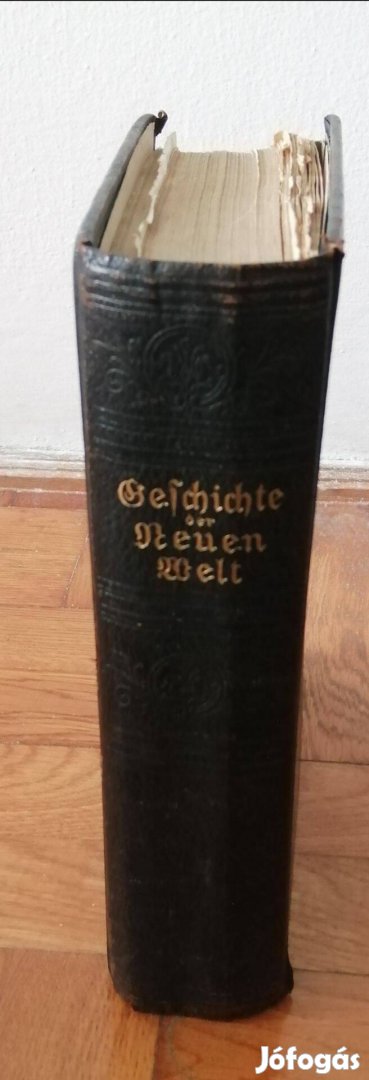 Geſchichte
der
Neuen
Welt
Jófogás